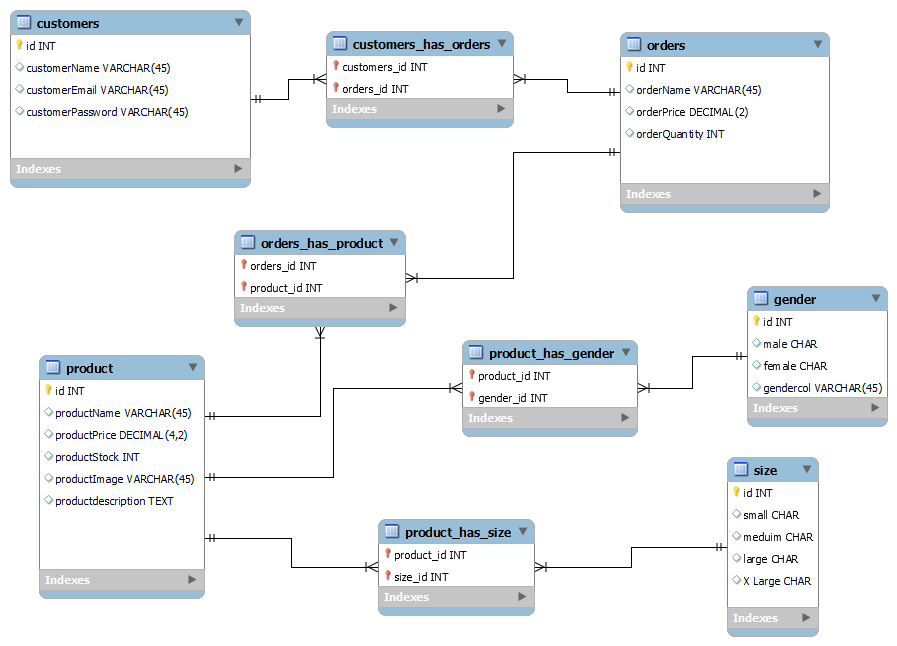 customers
id INT
customerName VARCHAR(45)
customerEmail VARCHAR(45)
customerPassword VARCHAR(45)
Indexes
customers_has_orders
customers_id INT
orders_id INT
Indexes
orders
id INT
orderName VARCHAR(45)
orderPrice DECIMAL(2)
orderQuantity INT
Indexes
orders_has_product
orders_id INT
product_id INT
Indexes
gender
id INT
male CHAR
female CHAR
gendercol VARCHAR(45)
Indexes
product_has_gender
product_id INT
gender_id INT
Indexes
product
id INT
productName VARCHAR(45)
productPrice DECIMAL(4,2)
productStock INT
productImage VARCHAR(45)
productdescription TEXT
Indexes
size
id INT
small CHAR
meduim CHAR
large CHAR
X Large CHAR
Indexes
product_has_size
product_id INT
size_id INT
Indexes